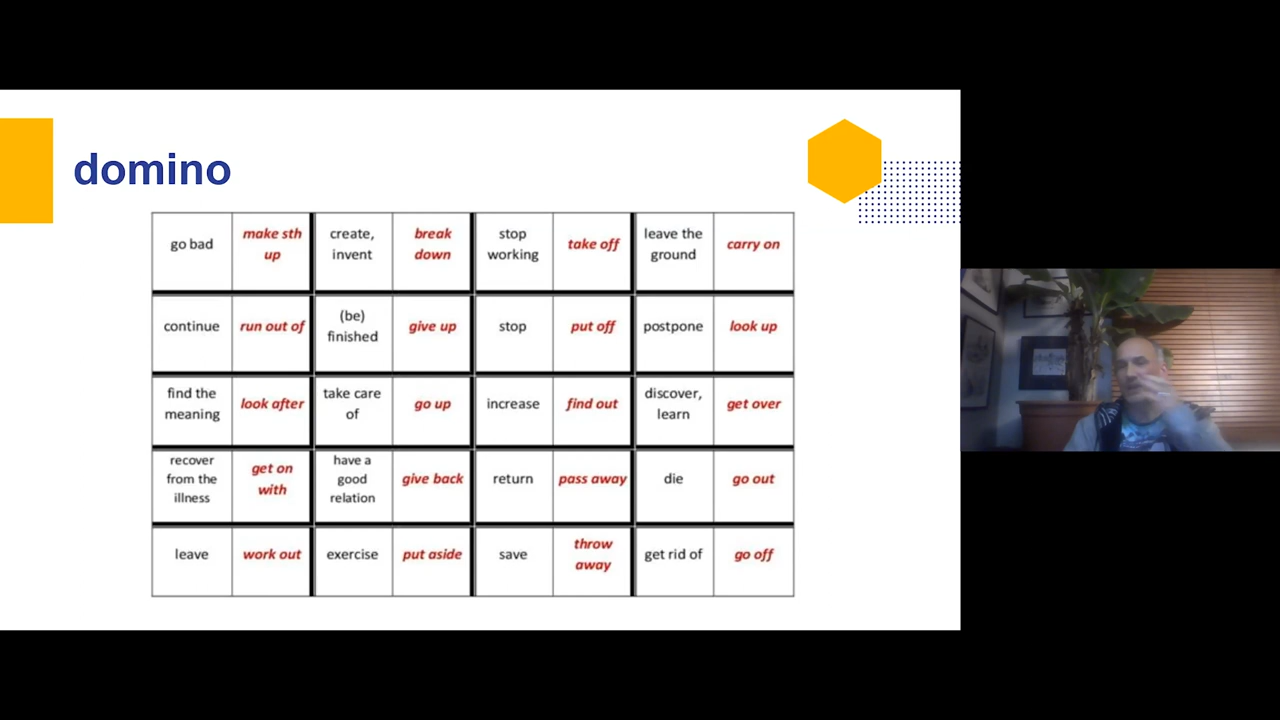 domino
go bad
make sth
up
create,
invent
break
down
stop
working
take off
leave the
ground
carry on
continue
run out of
(be)
finished
give up
stop
put off
postpone
look up
find the
meaning
look after
take care
of
go up
increase
find out
discover,
learn
get over
recover
from the
illness
get on
with
have a
good
relation
give back
return
pass away
die
go out
leave
work out
exercise
put aside
save
throw
away
get rid of
go off